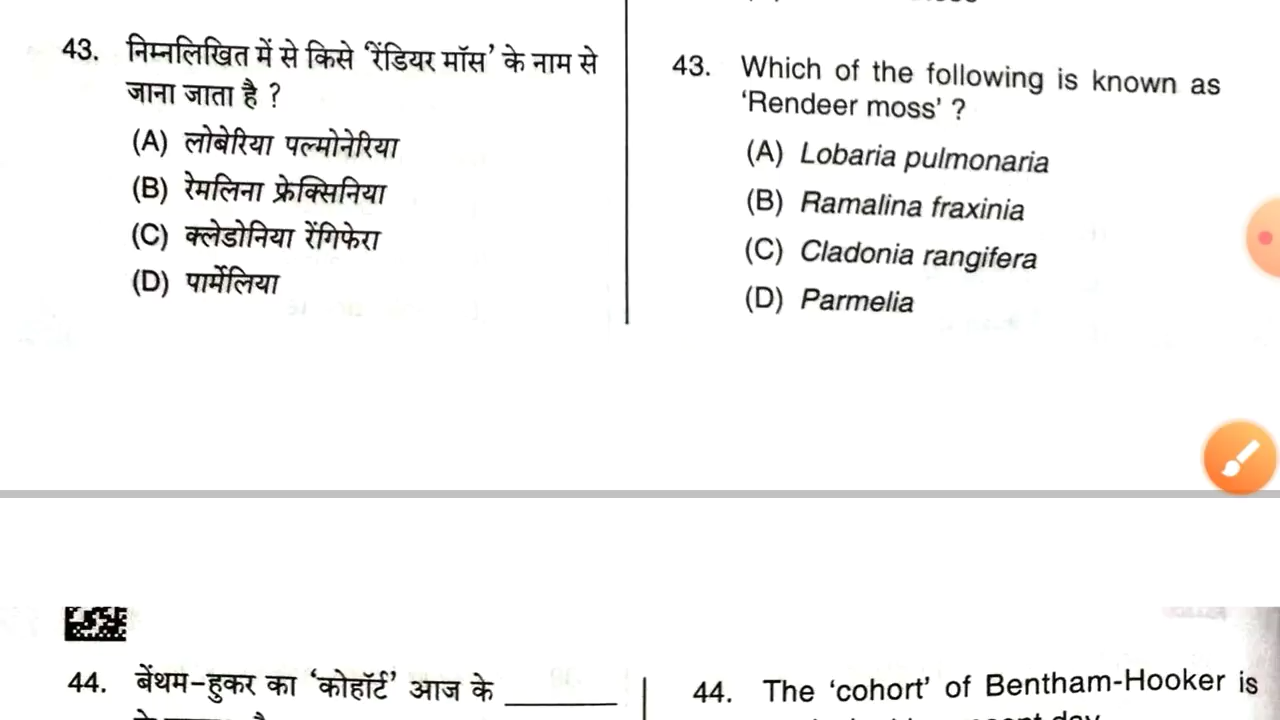 43. निम्नलिखित में से किसे 'रेंडियर मॉस' के नाम से
जाना जाता है ?
(A) लोबेरिया पल्मोनेरिया
(B) रेमलिना फ्रेक्सिनिया
(C) क्लेडोनिया रेंगिफेरा
(D) पार्मेलिया
43. Which of the following is known as
'Rendeer moss' ?
(A) Lobaria pulmonaria
(B) Ramalina fraxinia
(C) Cladonia rangifera
(D) Parmelia
44. बेंथम-हुकर का 'कोहॉर्ट' आज के ______
44. The 'cohort' of Bentham-Hooker is